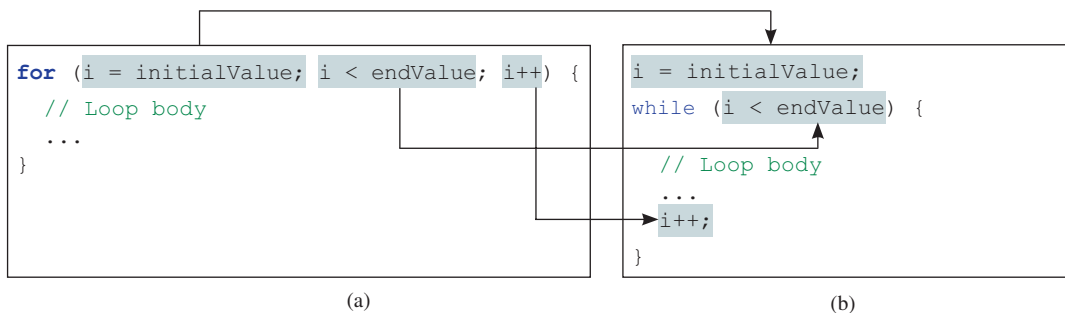 for (i = initialValue; i < endValue; i++) {
// Loop body
...
}
(a)
i = initialValue;
while (i < endValue) {
// Loop body
...
i++;
}
(b)